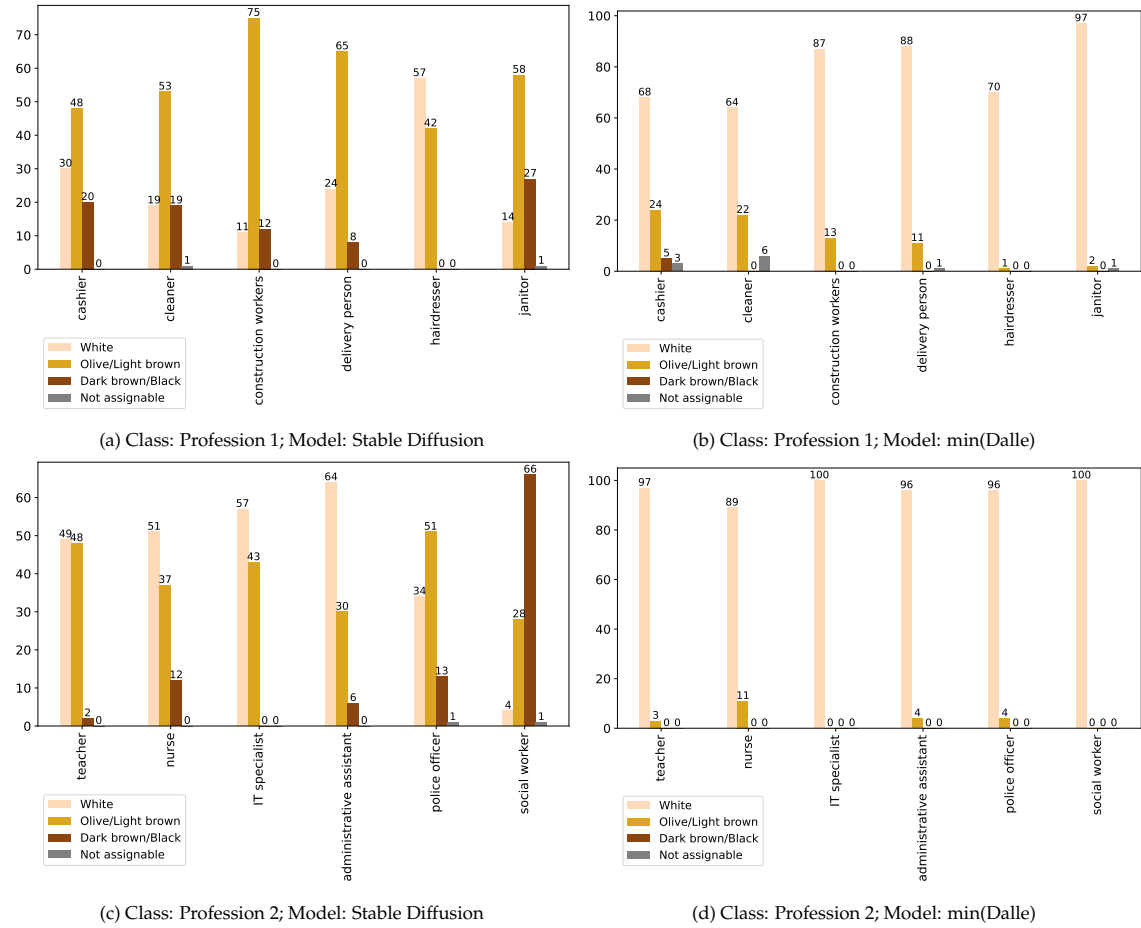 75
70
65
60
58
57
53
50
48
42
40
30
30
27
24
20
20
19
19
14
12
11
10
8
0
0
1
0
0
0
0
1
cashier
cleaner
construction workers
delivery person
hairdresser
janitor
White
Olive/Light brown
Dark brown/Black
Not assignable
(a) Class: Profession 1; Model: Stable Diffusion
100
97
87
88
80
68
64
70
60
40
24
22
20
13
11
5
3
0
6
0
0
0
1
1
0
0
2
0
1
0
cashier
cleaner
construction workers
delivery person
hairdresser
janitor
White
Olive/Light brown
Dark brown/Black
Not assignable
(b) Class: Profession 1; Model: min(Dalle)
66
64
60
57
51
51
50
49
48
43
40
37
34
30
30
28
20
13
12
10
6
4
2
0
0
0
0
0
1
1
0
teacher
nurse
IT specialist
administrative assistant
police officer
social worker
White
Olive/Light brown
Dark brown/Black
Not assignable
(c) Class: Profession 2; Model: Stable Diffusion
100
97
89
100
96
96
100
80
60
40
20
11
3
0
0
0
0
0
0
0
4
0
0
4
0
0
0
0
0
0
teacher
nurse
IT specialist
administrative assistant
police officer
social worker
White
Olive/Light brown
Dark brown/Black
Not assignable
(d) Class: Profession 2; Model: min(Dalle)